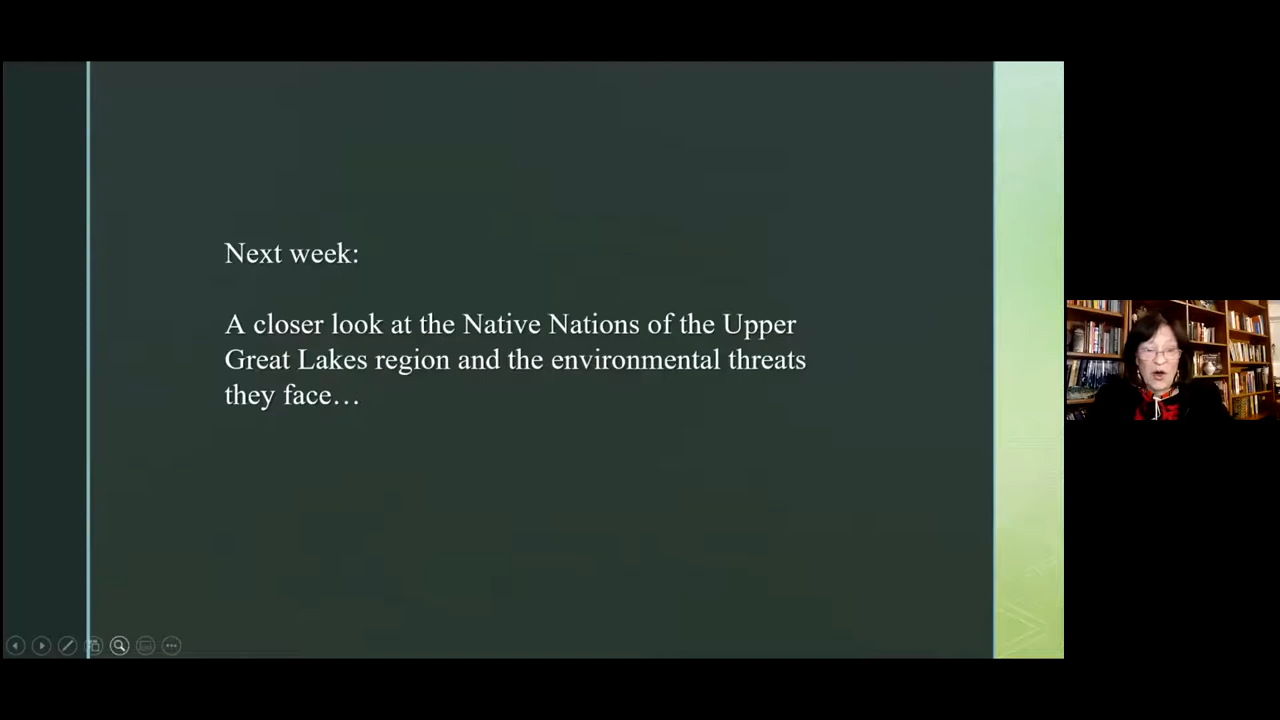 Next week:
A closer look at the Native Nations of the Upper
Great Lakes region and the environmental threats
they face…